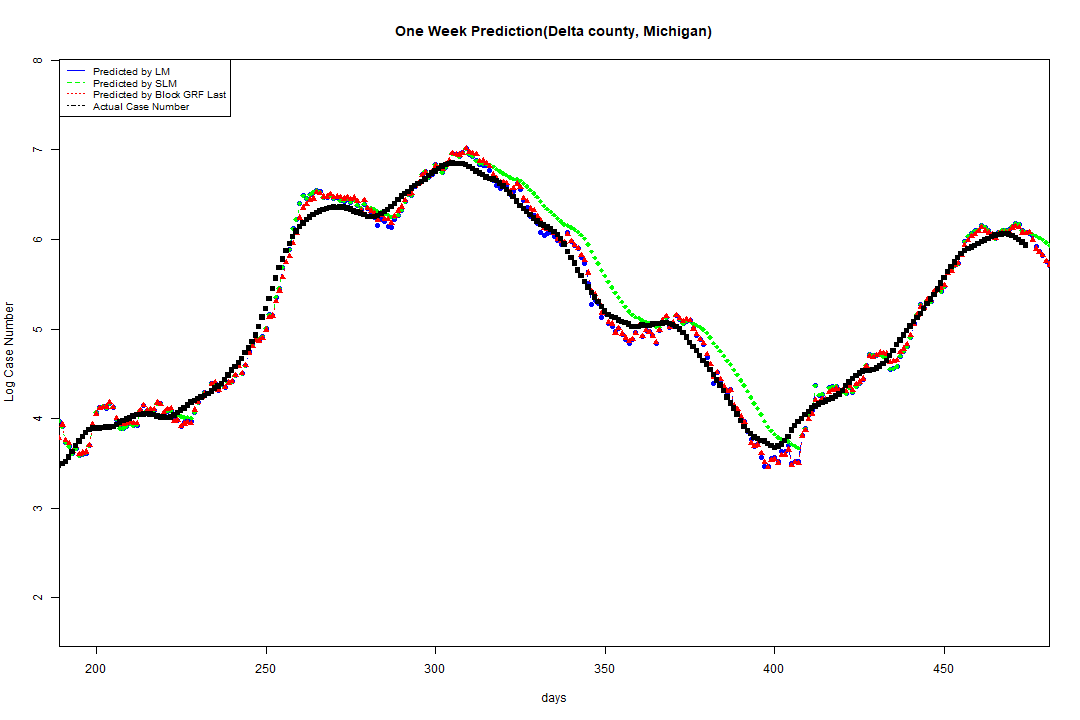 One Week Prediction(Delta county, Michigan)
Predicted by LM
Predicted by SLM
Predicted by Block GRF Last
Actual Case Number
8
7
6
5
4
3
2
Log Case Number
200 250 300 350 400 450
days